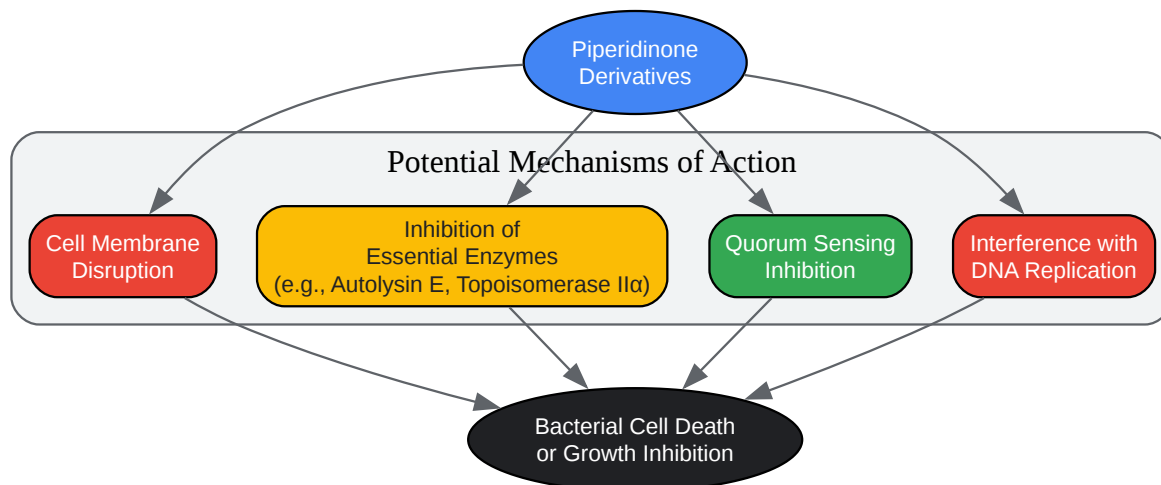 Piperidinone
Derivatives
Potential Mechanisms of Action
Cell Membrane
Disruption
Inhibition of
Essential Enzymes
(e.g., Autolysin E, Topoisomerase IIα)
Quorum Sensing
Inhibition
Interference with
DNA Replication
Bacterial Cell Death
or Growth Inhibition